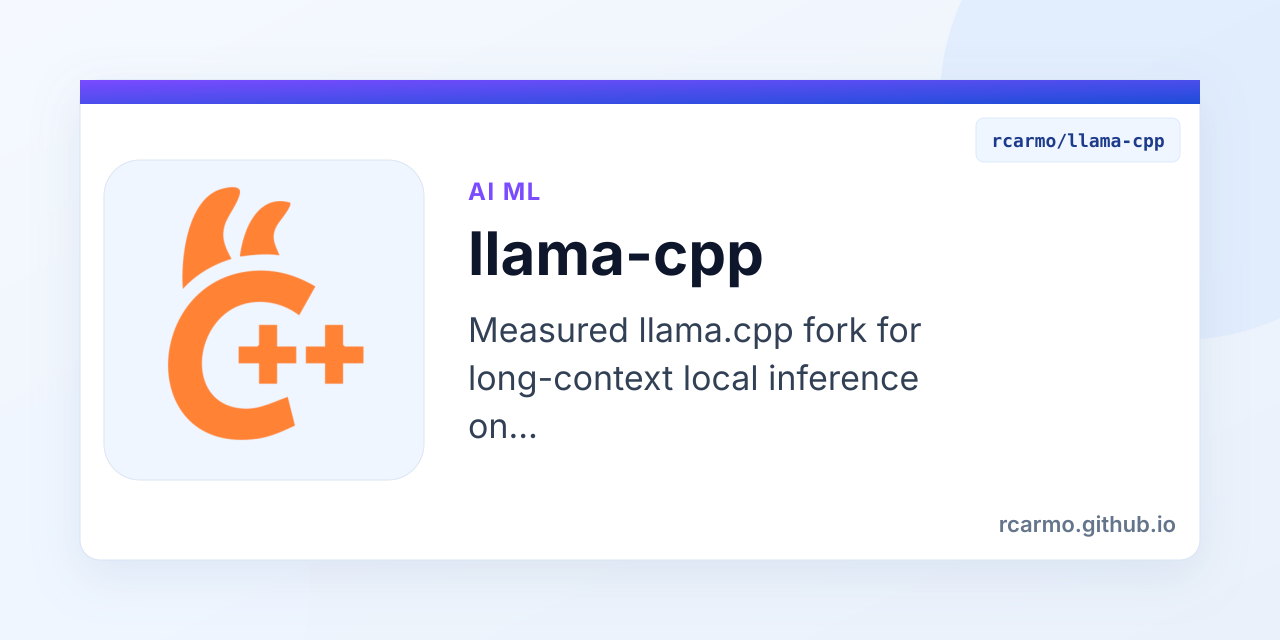 rcarmo/llama-cpp
AI ML
llama-cpp
Measured llama.cpp fork for
long-context local inference
on...
C++
rcarmo.github.io